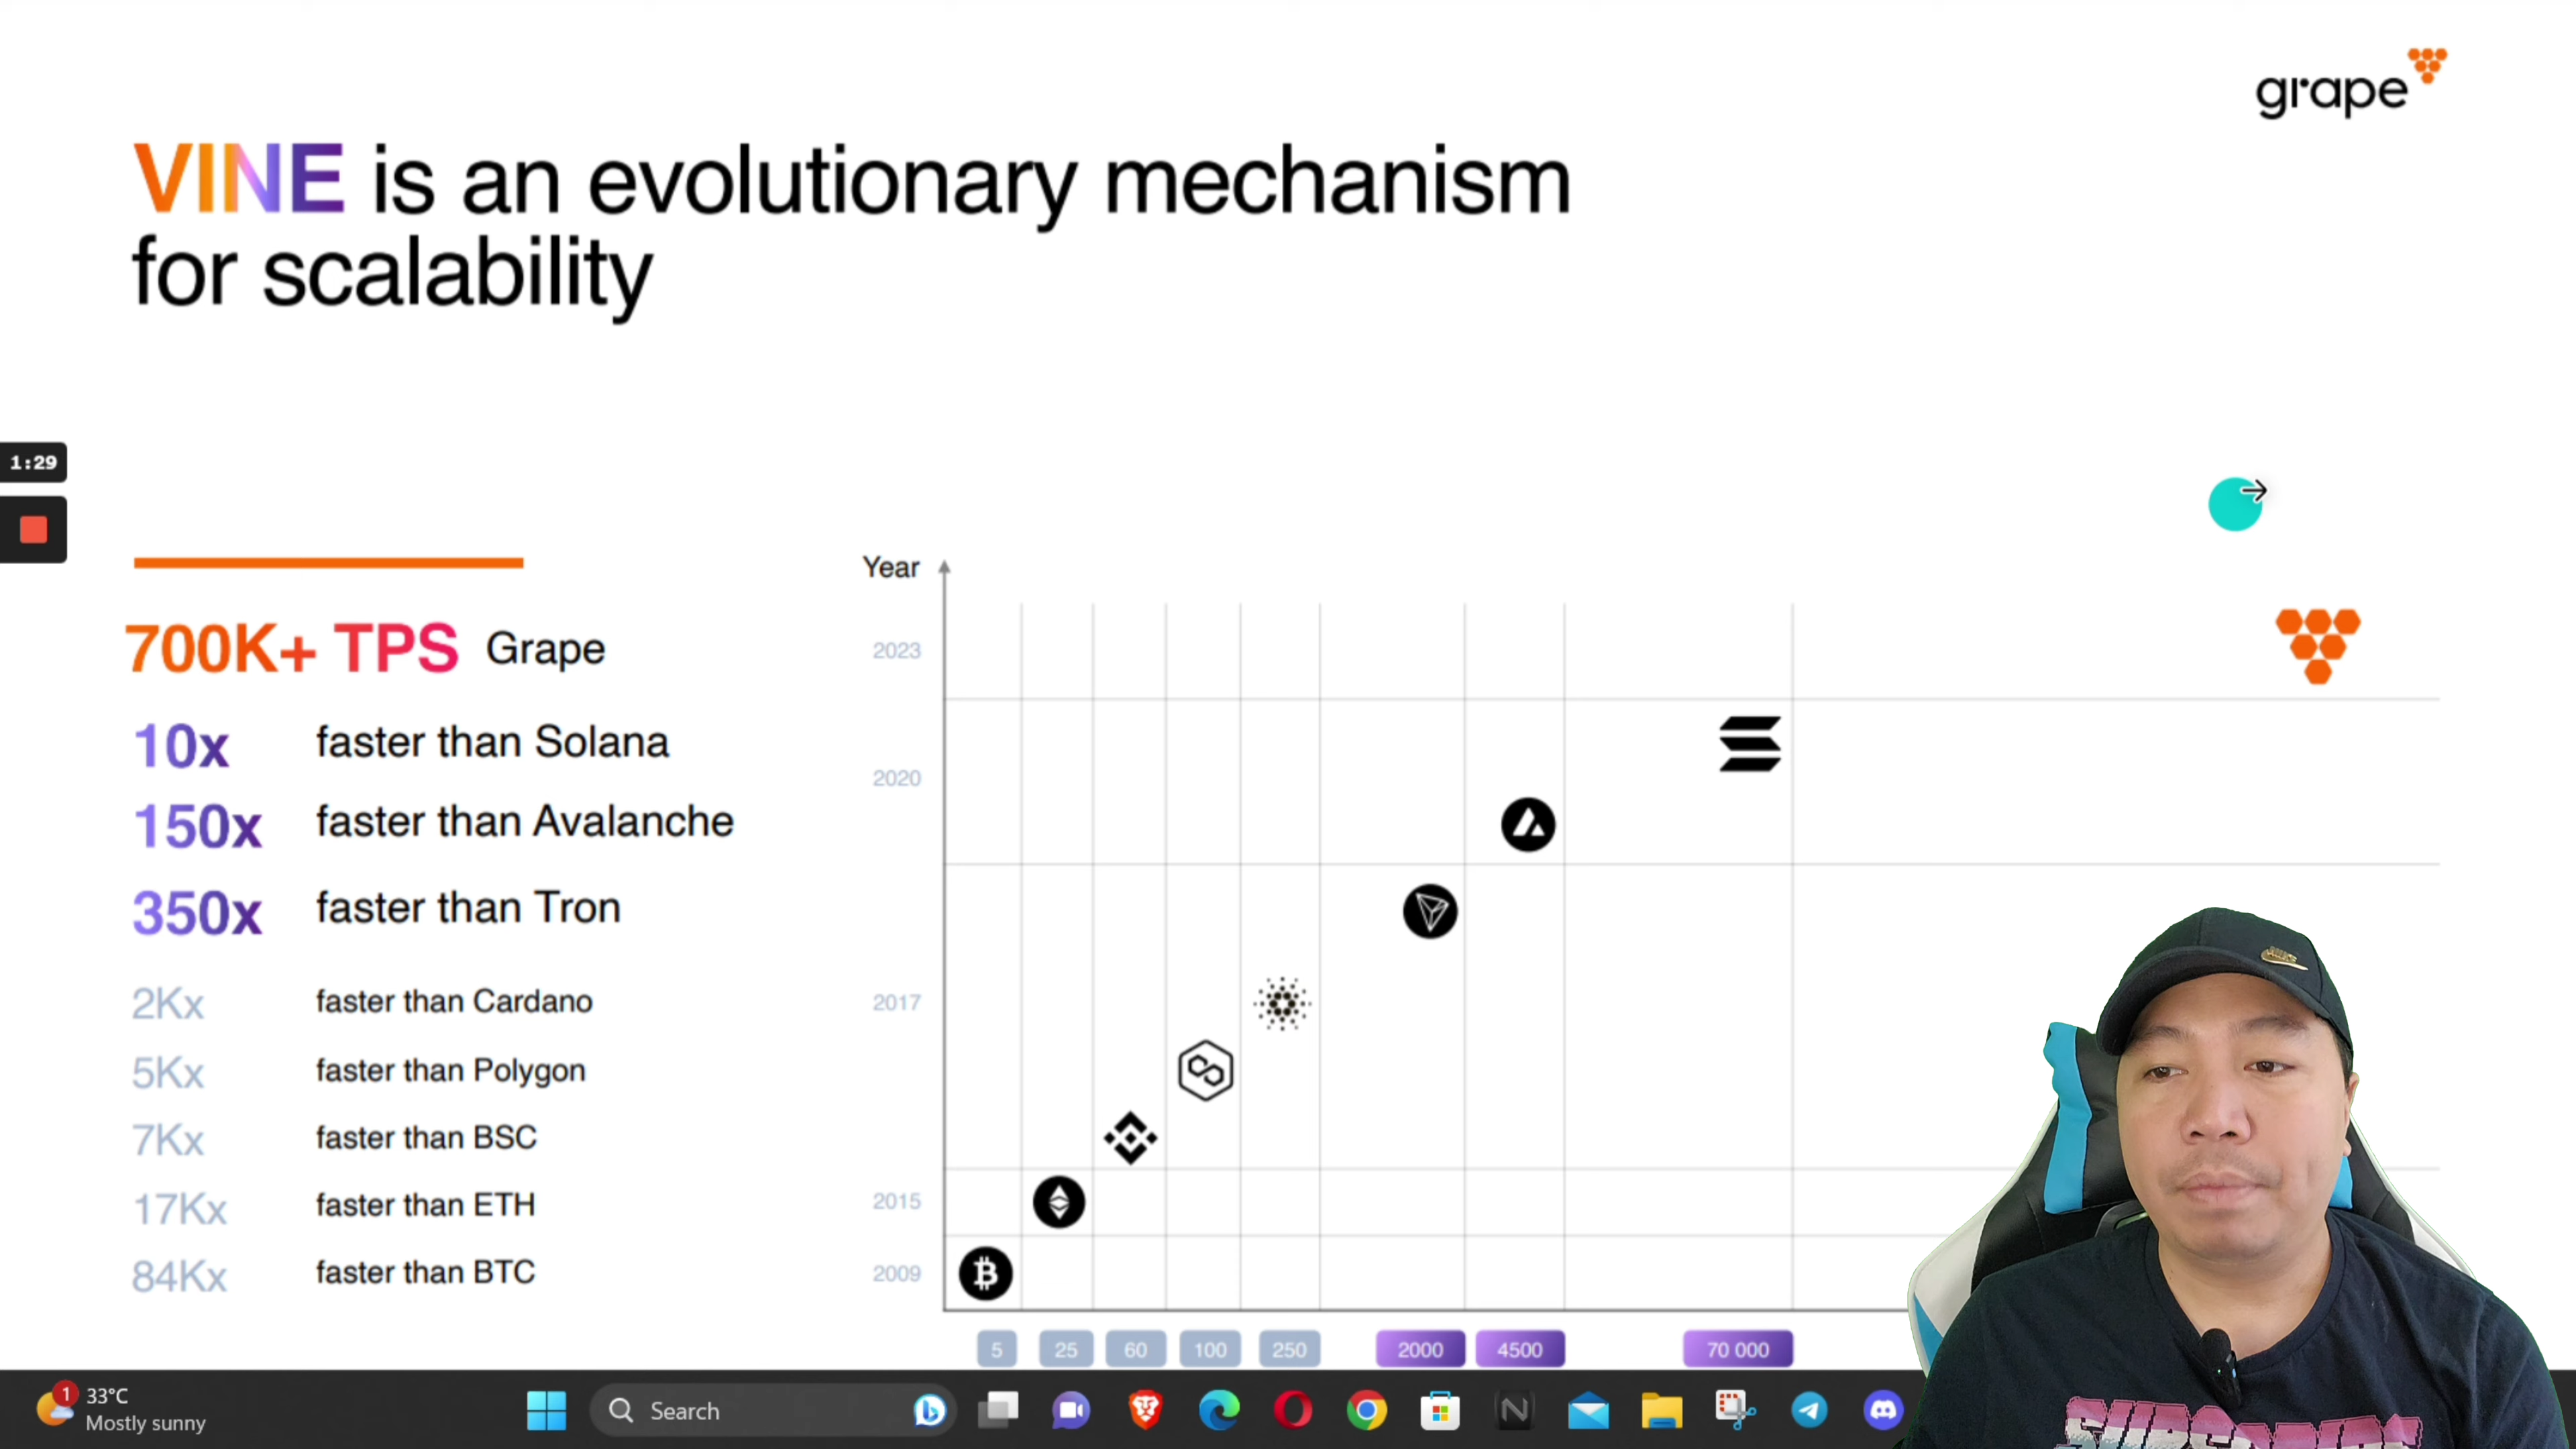 grape
VINE is an evolutionary mechanism
for scalability
1:29
700K+ TPS Grape
10x faster than Solana
150x faster than Avalanche
350x faster than Tron
2Kx faster than Cardano
5Kx faster than Polygon
7Kx faster than BSC
17Kx faster than ETH
84Kx faster than BTC
Year
2023
2020
2017
2015
2009
5 25 60 100 250 2000 4500 70 000
1
33°C
Mostly sunny
Search